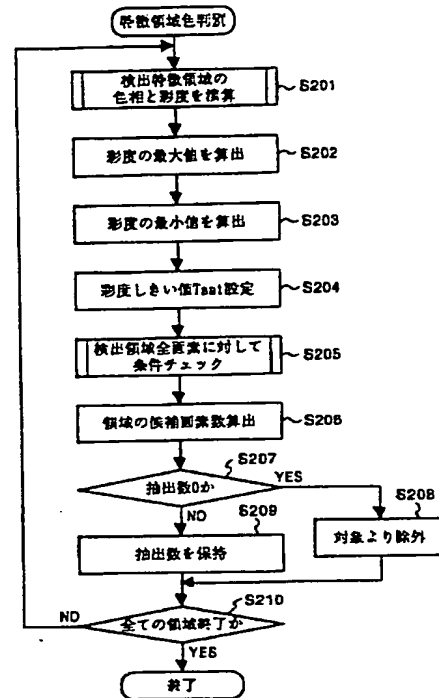 特徴領域色判別
検出特徴領域の
色相と彩度を演算
S201
彩度の最大値を算出
S202
彩度の最小値を算出
S203
彩度しきい値Tsat設定
S204
検出領域全画素に対して
条件チェック
S205
領域の候補画素数算出
S206
S207
抽出数0か
YES
NO
S208
対象より除外
S209
抽出数を保持
S210
全ての領域終了か
NO
YES
終了